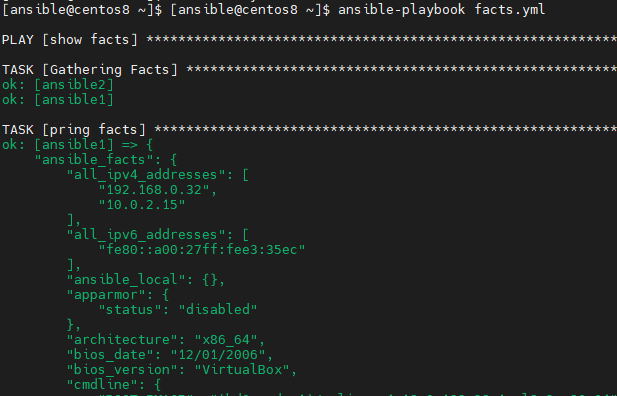 [ansible@centos8 ~]$ [ansible@centos8 ~]$ ansible-playbook facts.yml
PLAY [show facts] ***********************************************************
TASK [Gathering Facts] ******************************************************
ok: [ansible2]
ok: [ansible1]
TASK [pring facts] **********************************************************
ok: [ansible1] => {
    "ansible_facts": {
        "all_ipv4_addresses": [
            "192.168.0.32",
            "10.0.2.15"
        ],
        "all_ipv6_addresses": [
            "fe80::a00:27ff:fee3:35ec"
        ],
        "ansible_local": {},
        "apparmor": {
            "status": "disabled"
        },
        "architecture": "x86_64",
        "bios_date": "12/01/2006",
        "bios_version": "VirtualBox",
        "cmdline": {